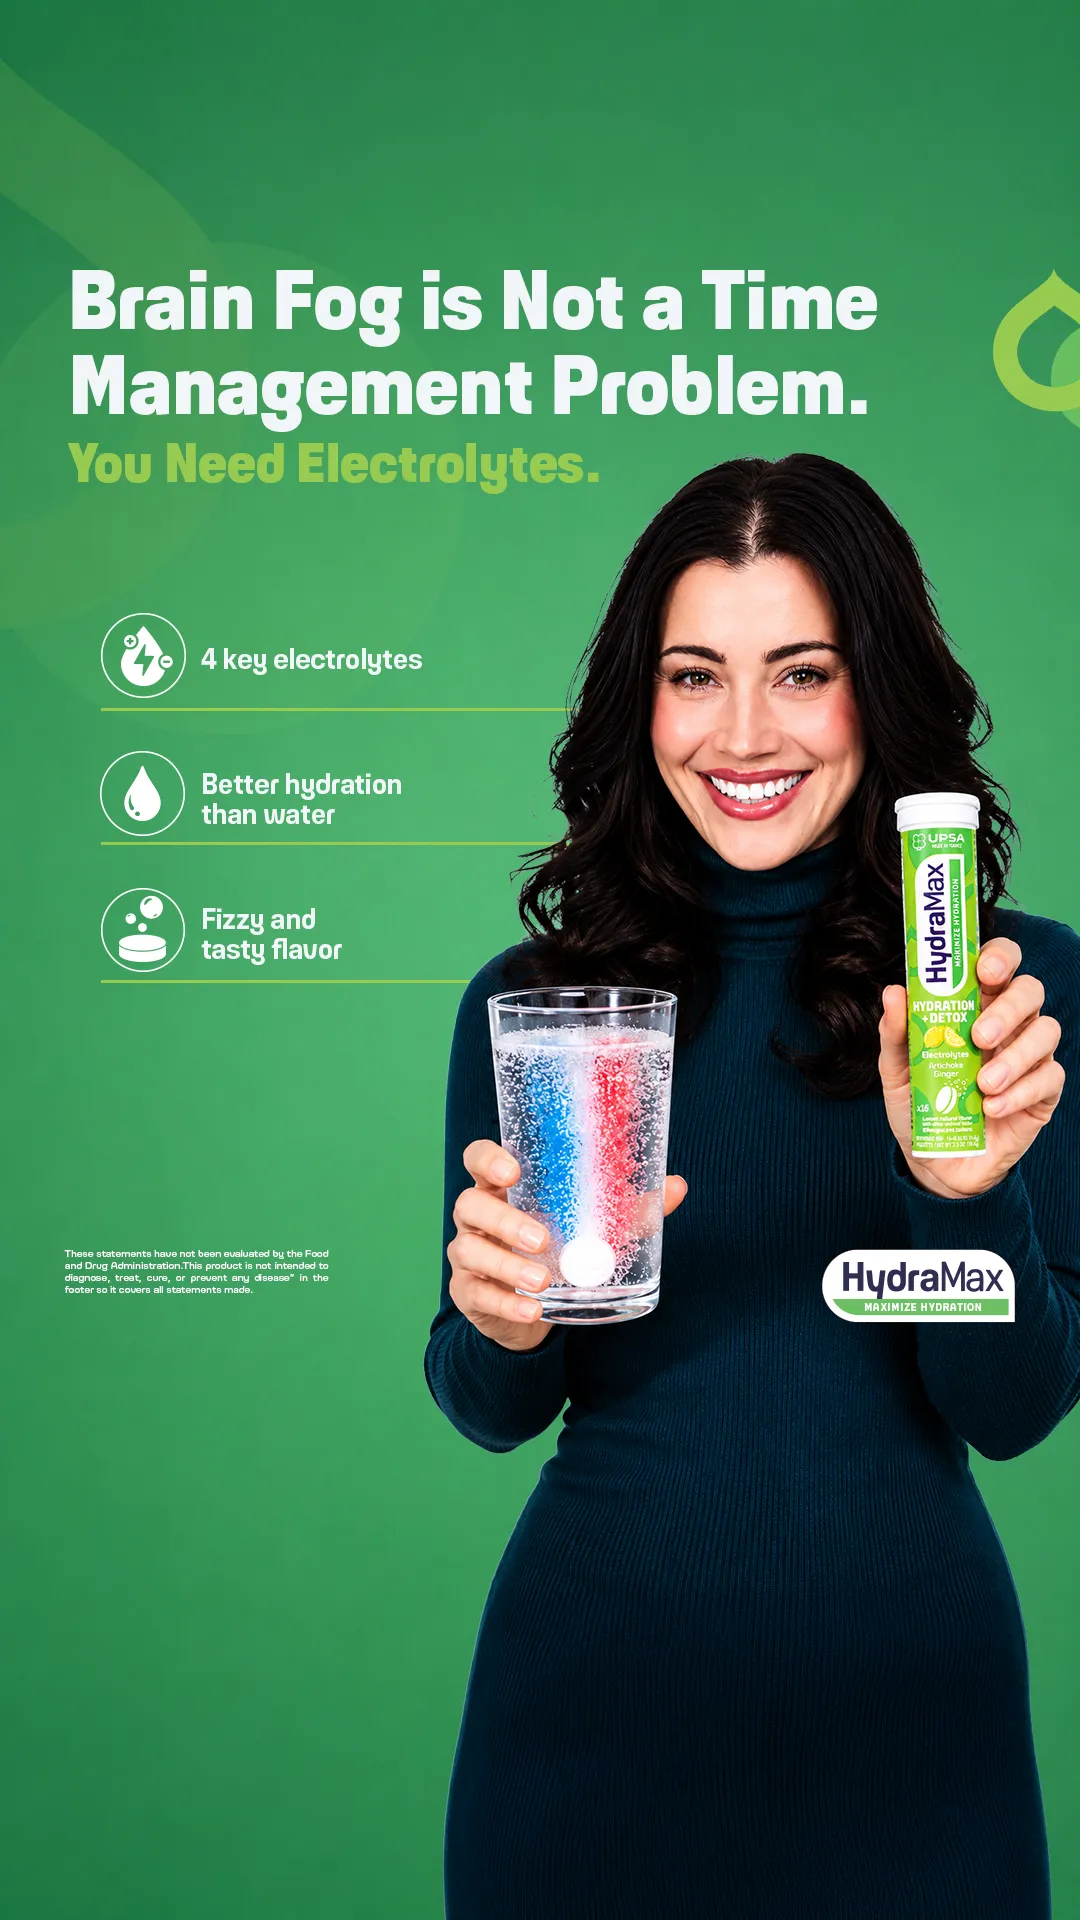 Brain Fog is Not a Time
Management Problem.
You Need Electrolytes.
4 key electrolytes
Better hydration
than water
Fizzy and
tasty flavor
UPSA
MADE IN FRANCE
HydraMax
MAXIMIZE HYDRATION
HYDRATION
+ DETOX
Electrolytes
Artichoke
Ginger
x16
These statements have not been evaluated by the Food
and Drug Administration.This product is not intended to
diagnose, treat, cure, or prevent any disease" in the
footer so it covers all statements made.
HydraMax
MAXIMIZE HYDRATION